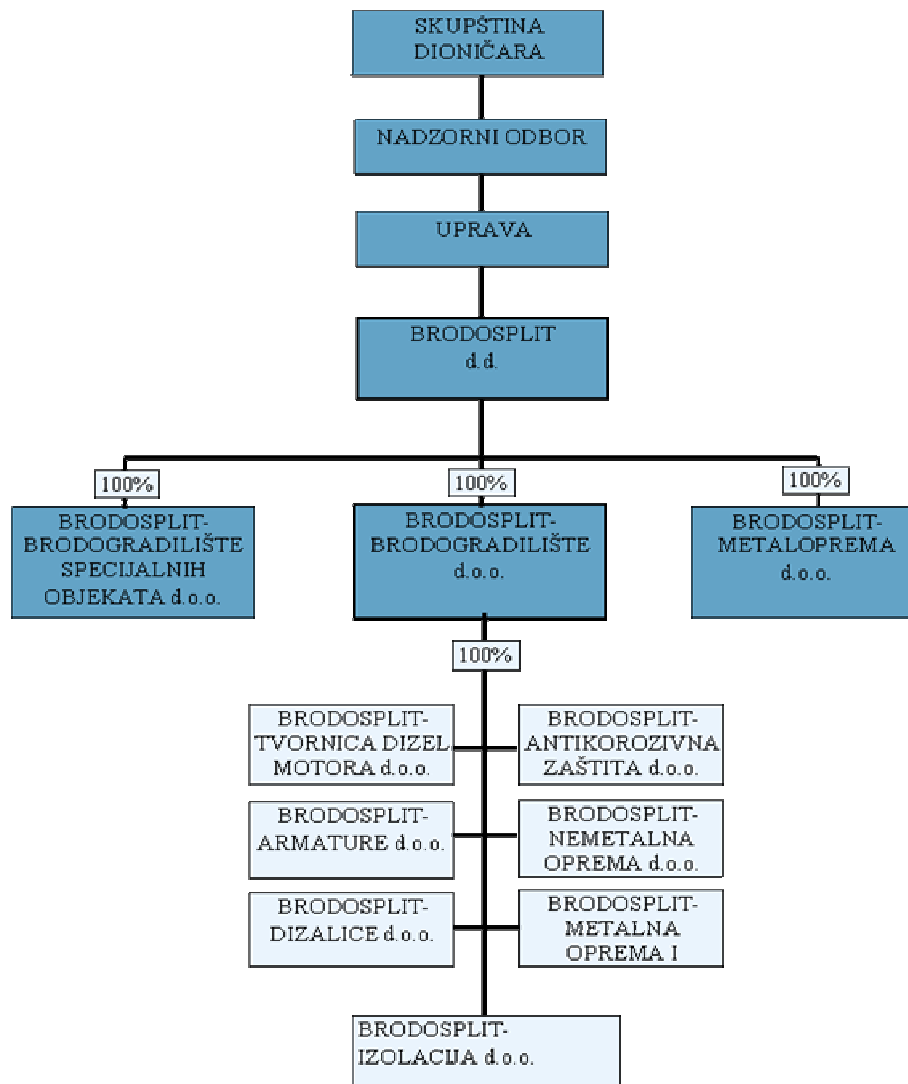 SKUPŠTINA
DIONIČARA
NADZORNI ODBOR
UPRAVA
BRODOSPLIT
d.d.
100%
100%
100%
BRODOSPLIT-
BRODOGRADILIŠTE
SPECIJALNIH
OBJEKATA d.o.o.
BRODOSPLIT-
BRODOGRADILIŠTE
d.o.o.
BRODOSPLIT-
METALOPREMA
d.o.o.
100%
BRODOSPLIT-
TVORNICA DIZEL
MOTORA d.o.o.
BRODOSPLIT-
ANTIKOROZIVNA
ZAŠTITA d.o.o.
BRODOSPLIT-
ARMATURE d.o.o.
BRODOSPLIT-
NEMETALNA
OPREMA d.o.o.
BRODOSPLIT-
DIZALICE d.o.o.
BRODOSPLIT-
METALNA
OPREMA I
BRODOSPLIT-
IZOLACIJA d.o.o.